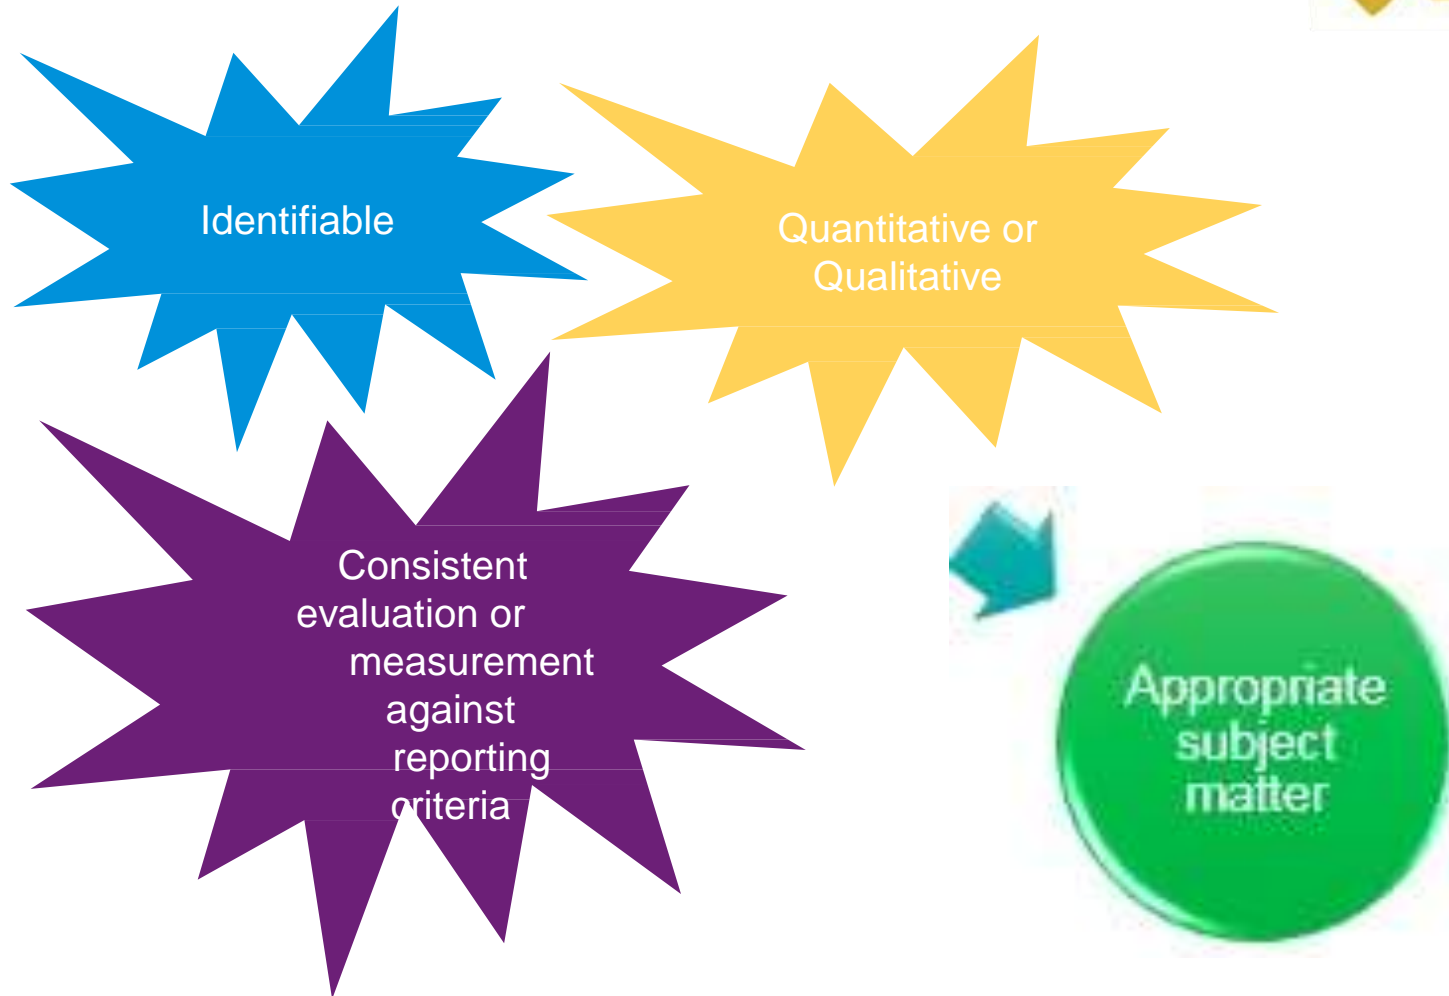 Identifiable
Quantitative or
Qualitative
Consistent
evaluation or
measurement
against
reporting
criteria
Appropriate
subject
matter